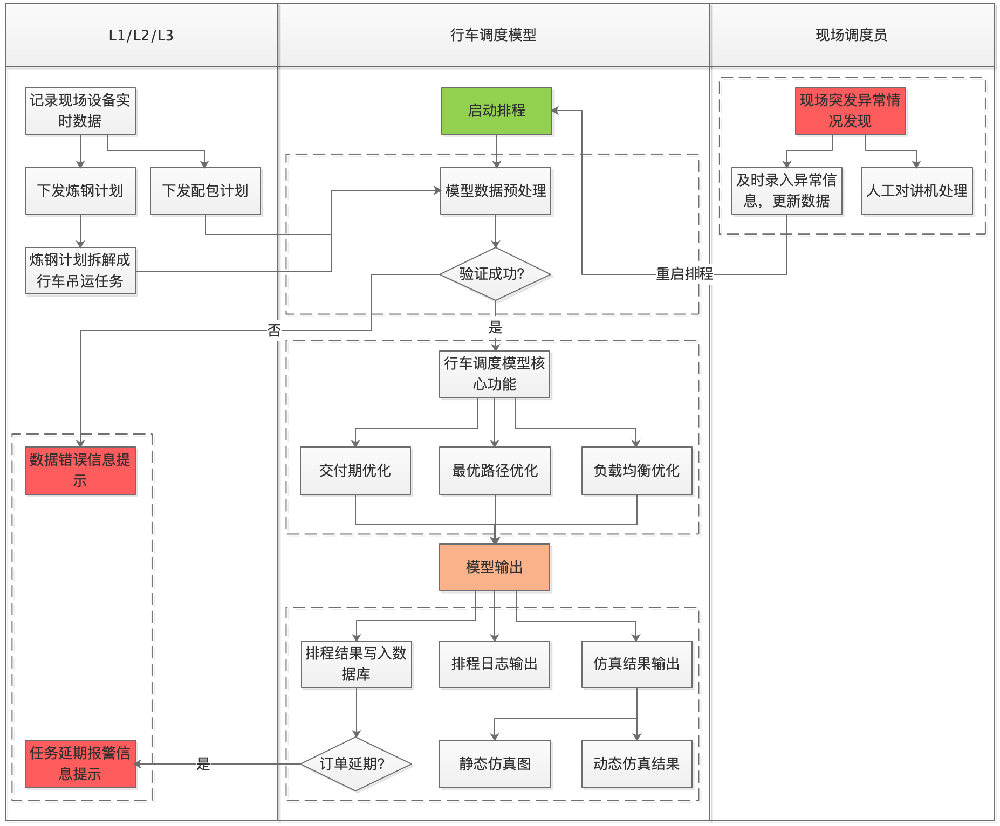 L1/L2/L3
行车调度模型
现场调度员
记录现场设备实
时数据
下发炼钢计划
下发配包计划
炼钢计划拆解成
行车吊运任务
启动排程
模型数据预处理
验证成功?
现场突发异常情
况发现
及时录入异常信
息，更新数据
人工对讲机处理
重启排程
否
是
行车调度模型核
心功能
数据错误信息提
示
交付期优化
最优路径优化
负载均衡优化
模型输出
排程结果写入数
据库
排程日志输出
仿真结果输出
任务延期报警信
息提示
是
订单延期?
静态仿真图
动态仿真结果